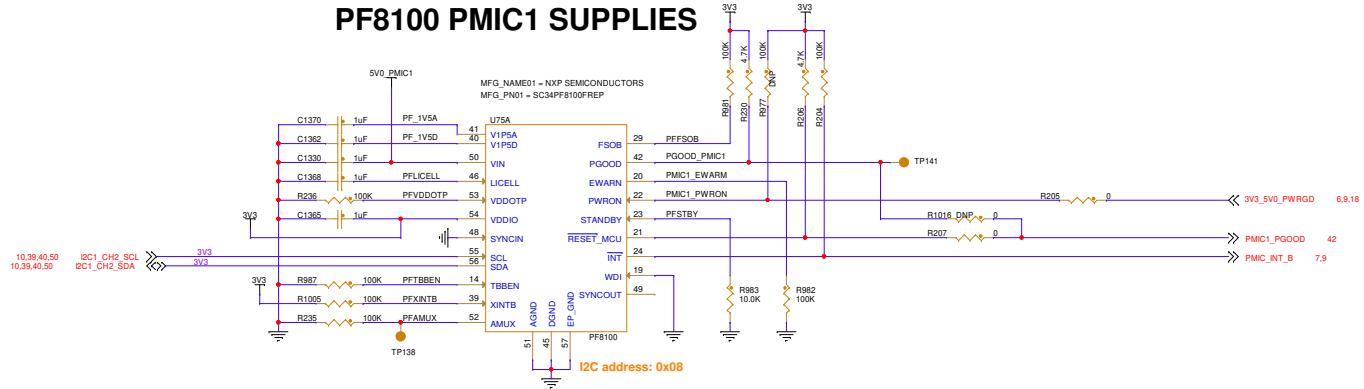 PF8100 PMIC1 SUPPLIES
3V3
3V3
100K
4.7K
100K
DNP
4.7K
100K
R981
R230
R977
R206
R204
5V0_PMIC1
MFG_NAME01 = NXP SEMICONDUCTORS
MFG_PN01 = SC34PF8100FREP
U75A
C1370 1uF PF_1V5A 41 V1P5A
C1362 1uF PF_1V5D 40 V1P5D
C1330 1uF 50 VIN
C1368 1uF PFLICELL 46 LICELL
R236 100K PFVDDOTP 53 VDDOTP
C1365 1uF 54 VDDIO
3V3
48 SYNCIN
10,39,40,50 I2C1_CH2_SCL 3V3 55 SCL
10,39,40,50 I2C1_CH2_SDA 3V3 56 SDA
R987 100K PFTBBEN 14 TBBEN
3V3
R1005 100K PFXINTB 39 XINTB
R235 100K PFAMUX 52 AMUX
TP138
FSOB 29 PFFSOB
PGOOD 42 PGOOD_PMIC1
TP141
EWARN 20 PMIC1_EWARM
PWRON 22 PMIC1_PWRON
R205 0 3V3_5V0_PWRGD 6,9,18
STANDBY 23 PFSTBY
R1016 DNP 0
RESET_MCU 21
R207 0 PMIC1_PGOOD 42
INT 24 PMIC_INT_B 7,9
WDI 19
SYNCOUT 49
R983
10.0K
R982
100K
AGND
DGND
EP_GND
PF8100
51
45
57
I2C address: 0x08